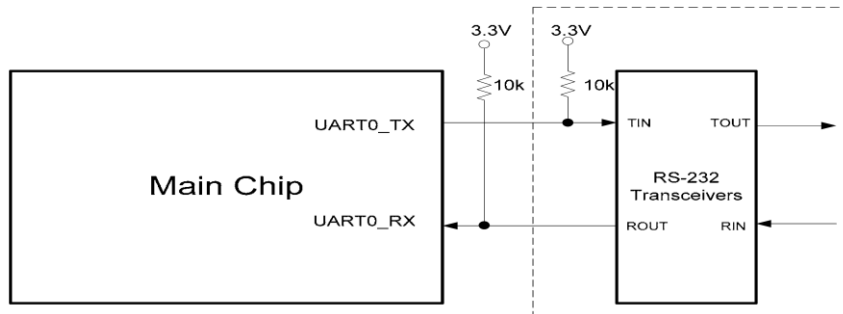 3.3V
3.3V
10k
10k
UART0_TX
TIN
TOUT
Main Chip
RS-232
Transceivers
UART0_RX
ROUT
RIN